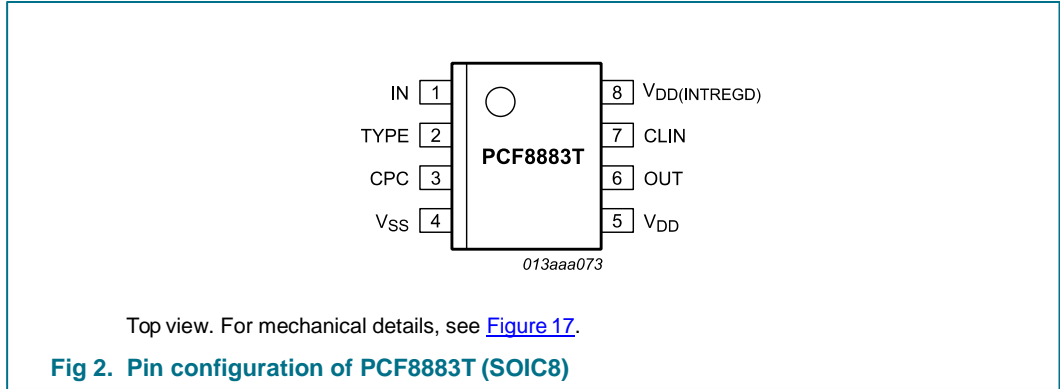 IN 1 8 VDD(INTREGD)
TYPE 2 7 CLIN
PCF8883T
CPC 3 6 OUT
VSS 4 5 VDD
013aaa073
Top view. For mechanical details, see Figure 17.
Fig 2. Pin configuration of PCF8883T (SOIC8)